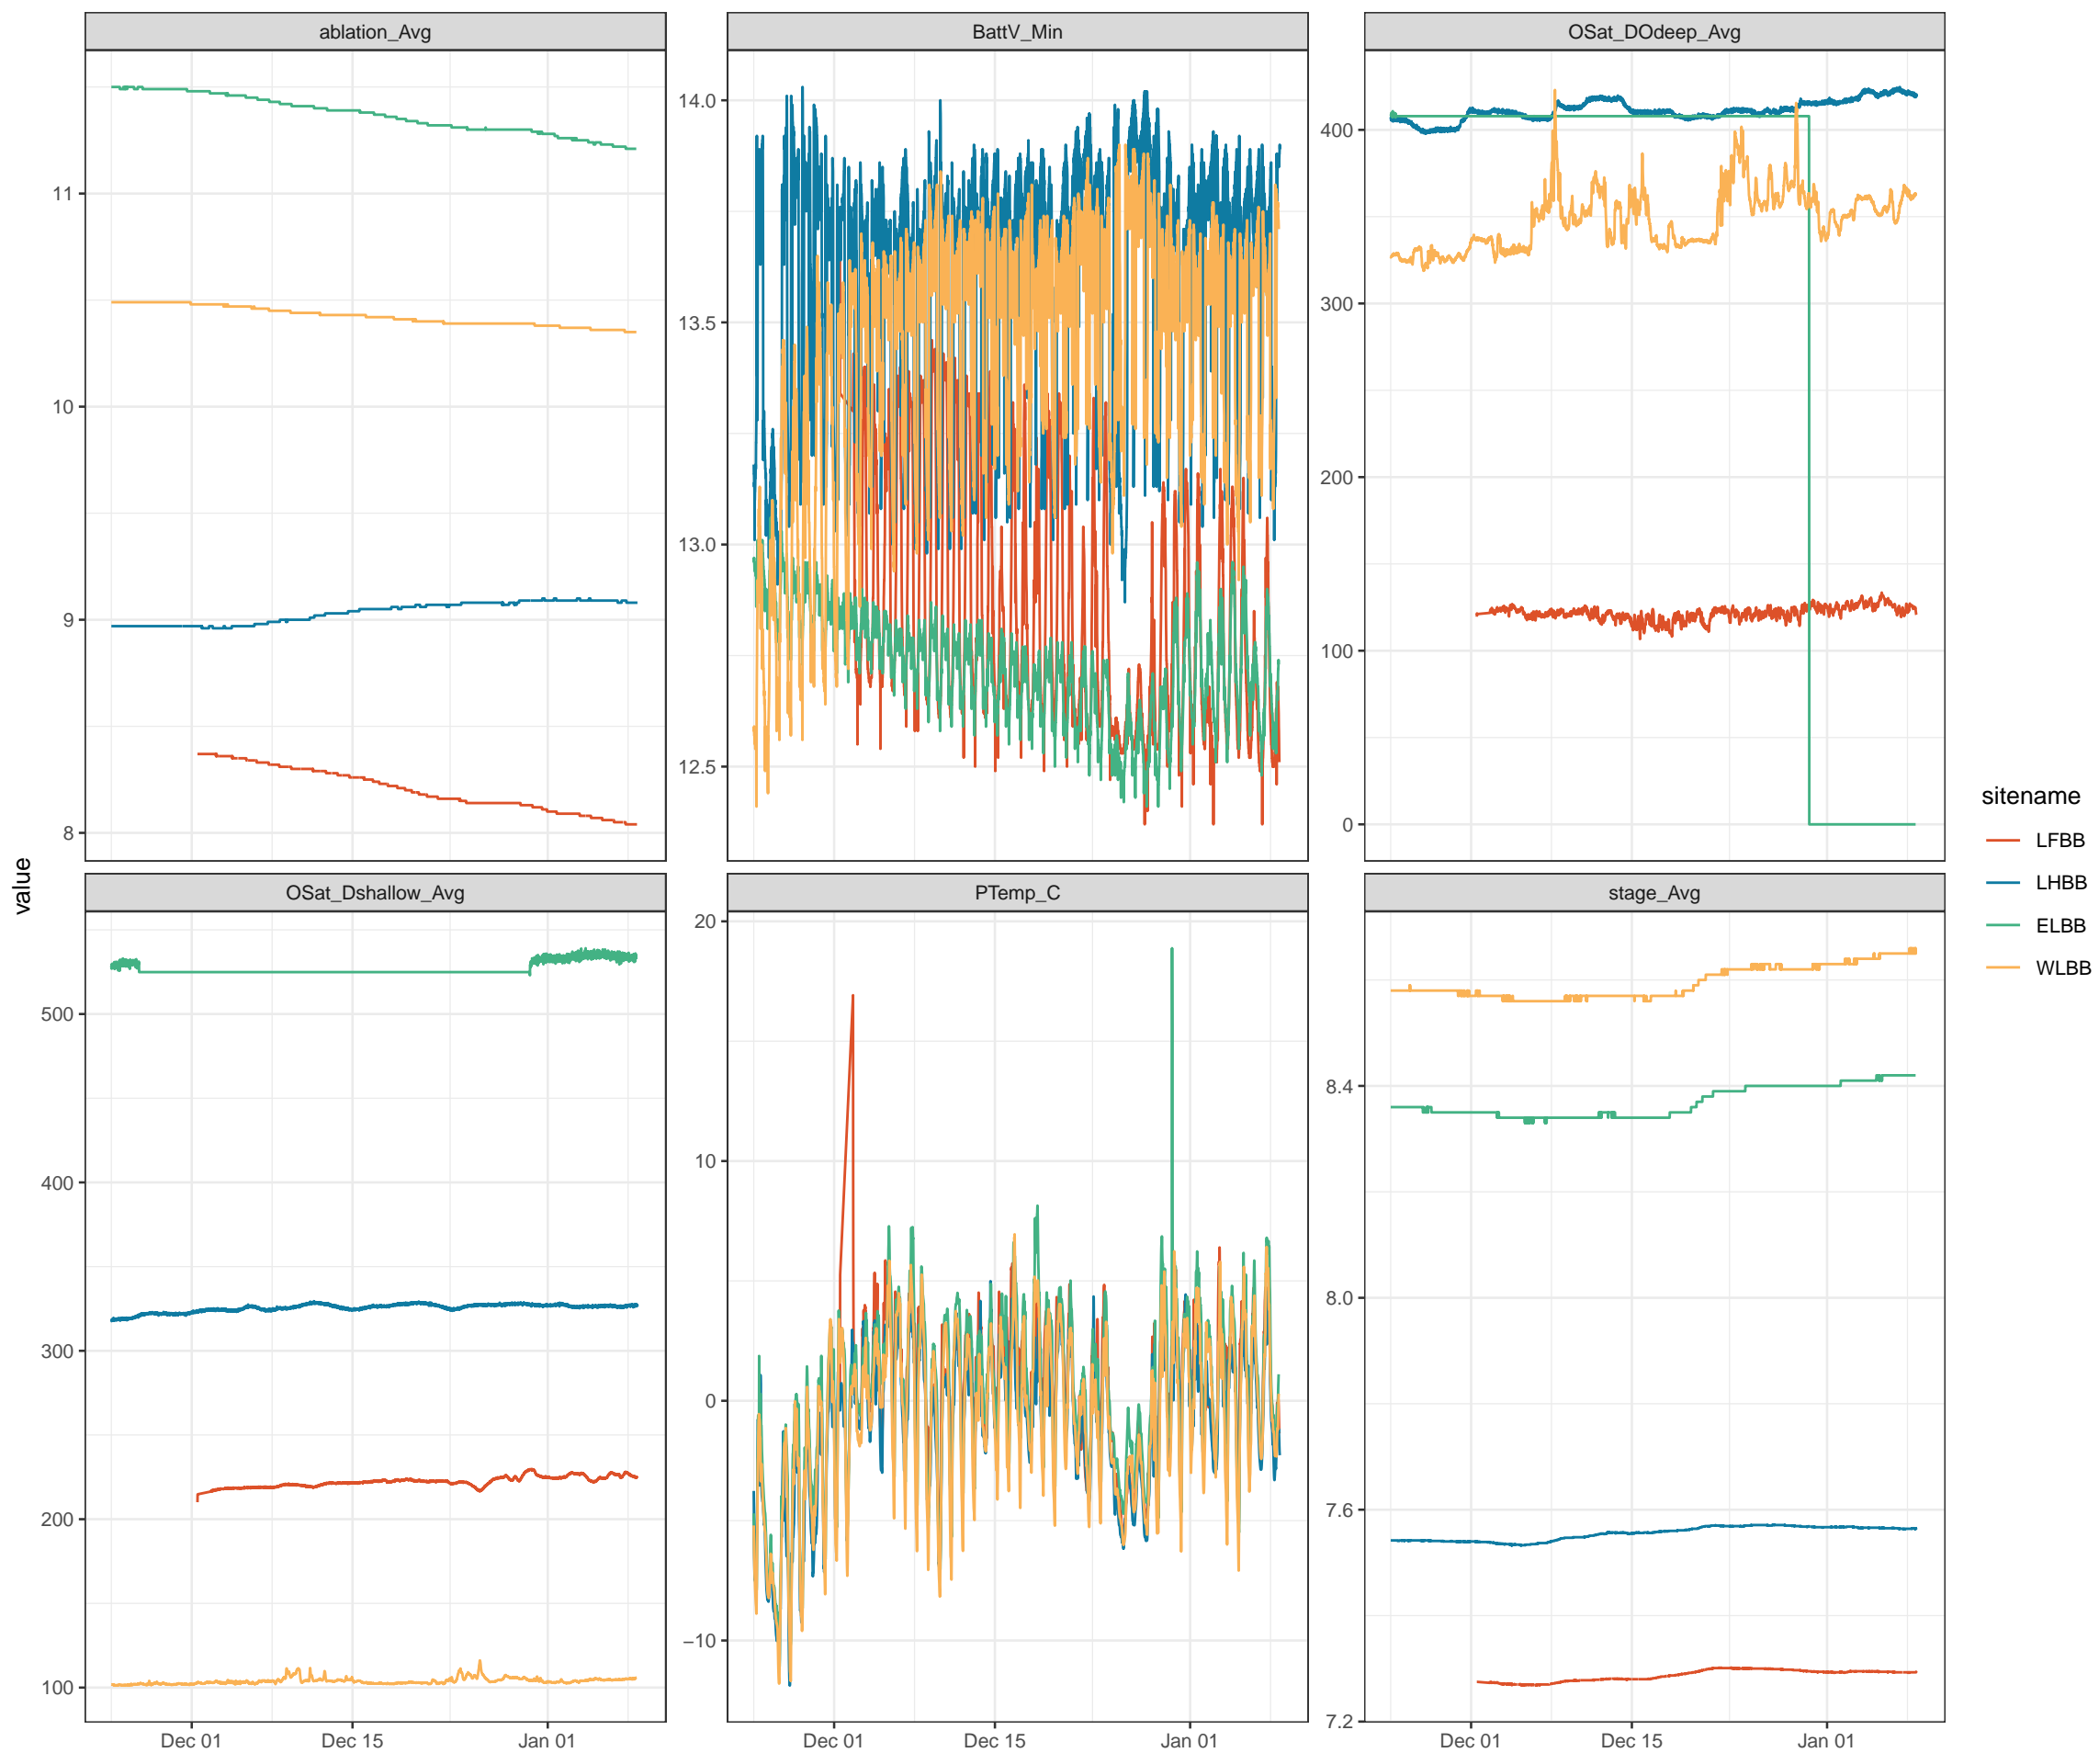 ablation_Avg
BattV_Min
OSat_DOdeep_Avg
11
10
9
8
14.0
13.5
13.0
12.5
400
300
200
100
0
value
OSat_Dshallow_Avg
PTemp_C
stage_Avg
500
400
300
200
100
20
10
0
−10
8.4
8.0
7.6
7.2
Dec 01 Dec 15 Jan 01
Dec 01 Dec 15 Jan 01
Dec 01 Dec 15 Jan 01
sitename
LFBB
LHBB
ELBB
WLBB